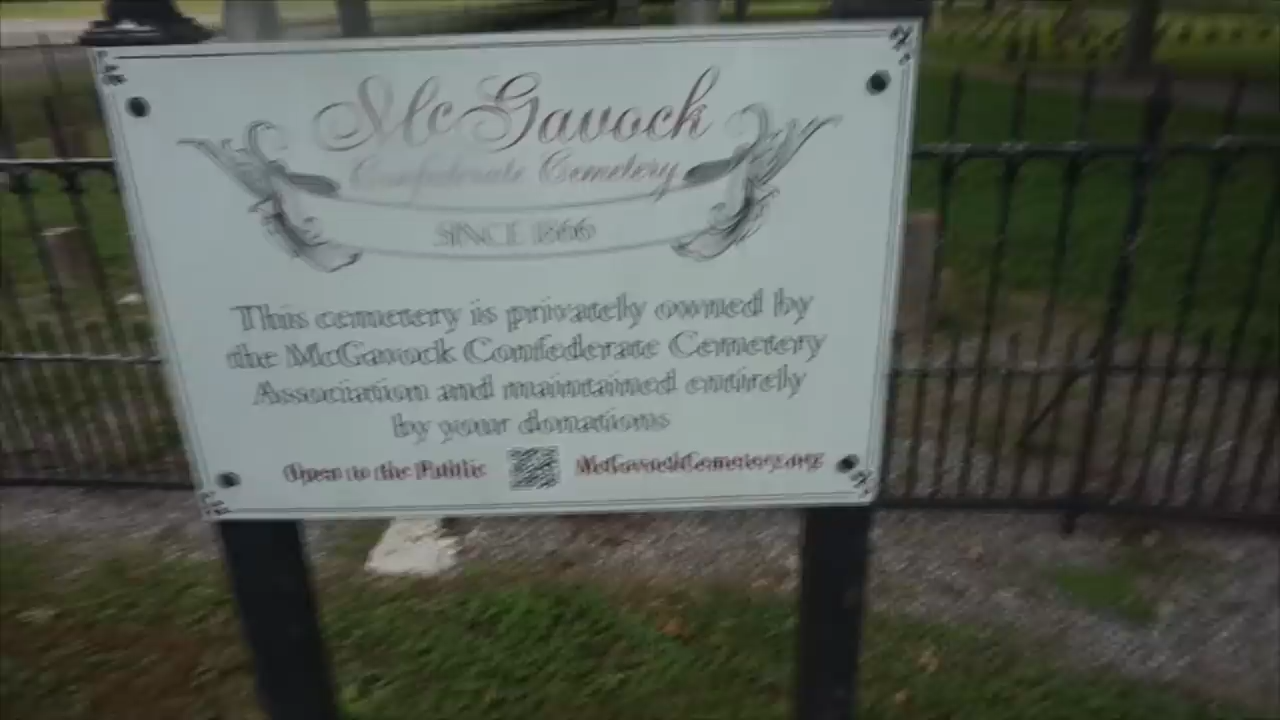 McGavock
Confederate Cemetery
SINCE 1866
This cemetery is privately owned by
the McGavock Confederate Cemetery
Association and maintained entirely
by your donations
Open to the Public McGavockCemetery.org